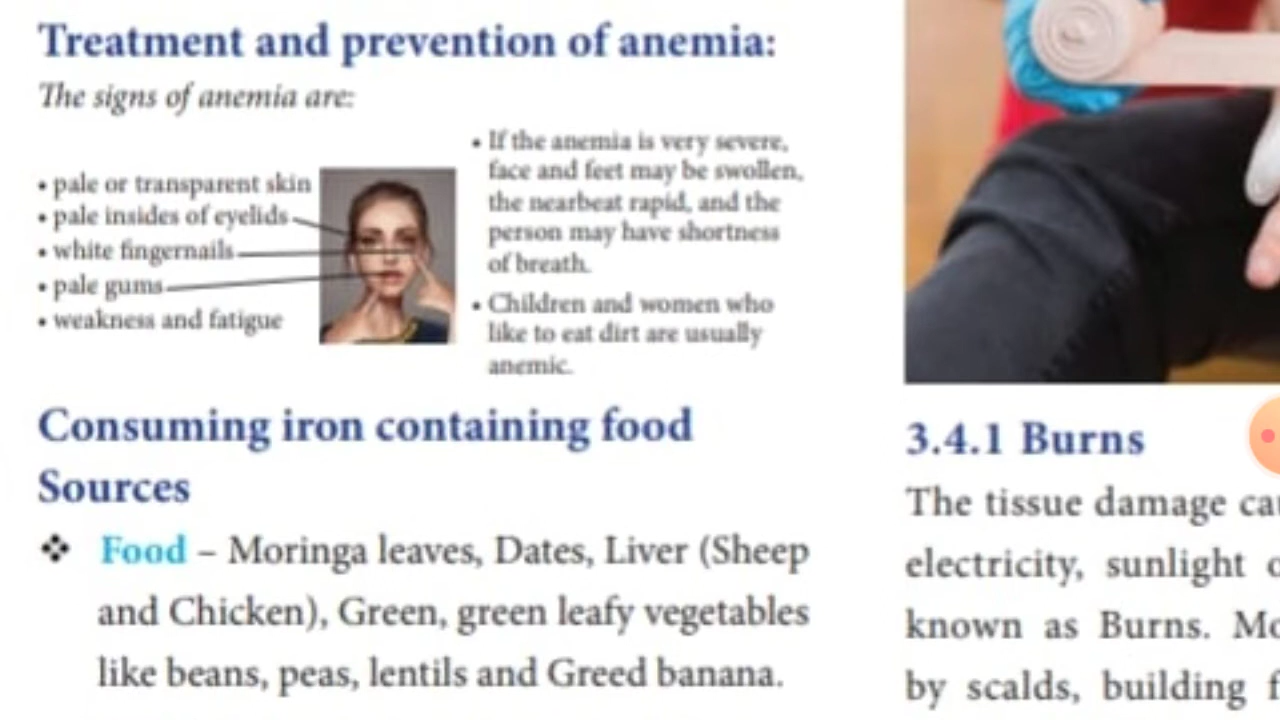 Treatment and prevention of anemia:
The signs of anemia are:
• pale or transparent skin
• pale insides of eyelids
• white fingernails
• pale gums
• weakness and fatigue
• If the anemia is very severe,
face and feet may be swollen,
the nearbeat rapid, and the
person may have shortness
of breath.
• Children and women who
like to eat dirt are usually
anemic.
Consuming iron containing food
Sources
❖ Food – Moringa leaves, Dates, Liver (Sheep
and Chicken), Green, green leafy vegetables
like beans, peas, lentils and Greed banana.
3.4.1 Burns
The tissue damage
electricity, sunlight
known as Burns.
by scalds, building